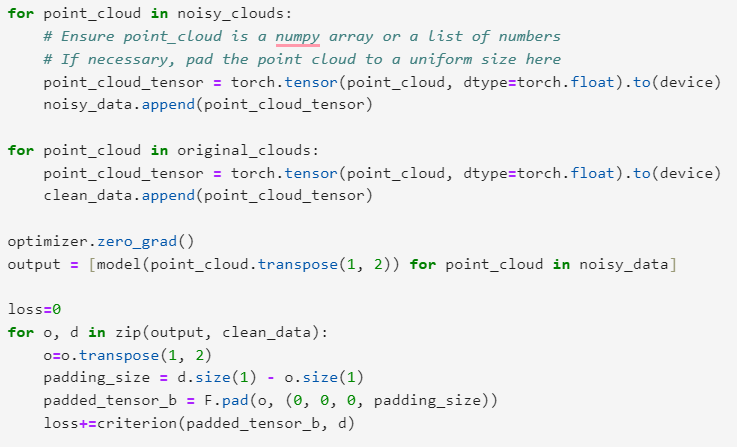 for point_cloud in noisy_clouds:
    # Ensure point_cloud is a numpy array or a list of numbers
    # If necessary, pad the point cloud to a uniform size here
    point_cloud_tensor = torch.tensor(point_cloud, dtype=torch.float).to(device)
    noisy_data.append(point_cloud_tensor)

for point_cloud in original_clouds:
    point_cloud_tensor = torch.tensor(point_cloud, dtype=torch.float).to(device)
    clean_data.append(point_cloud_tensor)

optimizer.zero_grad()
output = [model(point_cloud.transpose(1, 2)) for point_cloud in noisy_data]

loss=0
for o, d in zip(output, clean_data):
    o=o.transpose(1, 2)
    padding_size = d.size(1) - o.size(1)
    padded_tensor_b = F.pad(o, (0, 0, 0, padding_size))
    loss+=criterion(padded_tensor_b, d)